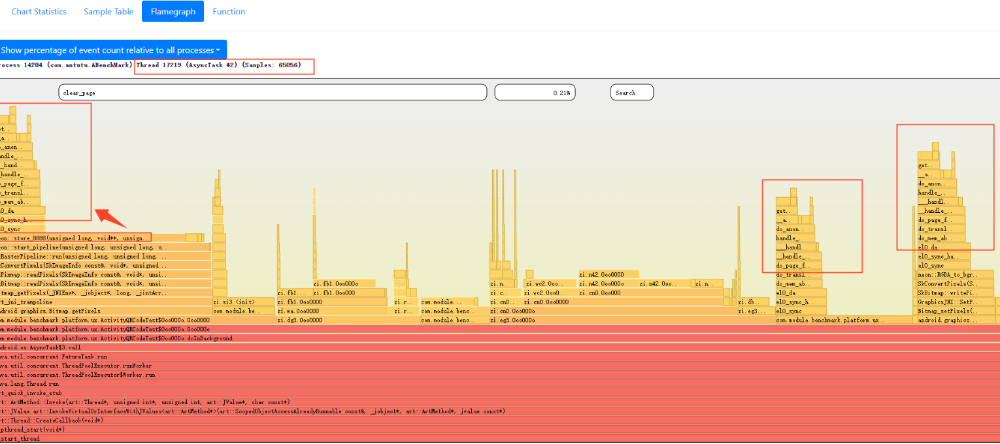 Chart Statistics Sample Table Flamegraph Function
Show percentage of event count relative to all processes
rocess 14204 (com.antutu.ABenchMark) Thread 17219 (AsyncTask #2) (Samples: 65056)
clear_page 0.21% Search
et..
_a..
o_anon.. get..
andle_.. __a..
_hand.. do_anon..
handle_.. handle_..
o_page_f.. ___handl..
o_transl.. get.. __handle_..
o_mem_ab.. __a.. do_page_f..
l0_da do_anon.. do_transl..
l0_sync_h.. handle_.. do_mem_ab..
l0_sync ___handl.. el0_da
eon::store_8888(unsigned long, void**, unsign.. __handle_.. el0_sync_ha..
eon::start_pipeline(unsigned long, unsigned long, u.. do_page_f.. el0_sync
RasterPipeline::run(unsigned long, unsigned long, ..
ConvertPixels(SkImageInfo const&, void*, unsigned ..
Pixmap::readPixels(SkImageInfo const&, void*, unsi.. zi.n42.0oo0000 do_transl.. neon::RGBA_to_bgr..
Bitmap::readPixels(SkImageInfo const&, void*, unsi.. zi.fb1.0oo000o zi.n.. zi.wc2.0oo.. zi.n42.0oo000o zi.n42.0oo.. zi.n.. do_mem_ab.. SkConvertPixels(S..
itmap_getPixels(_JNIEnv*, _jobject*, long, _jintArr.. zi.fb1... zi.fb1.0oo000o zi.c.. zi.wc2.0oo0.. zi.cn0.0oo000 el0_da SkBitmap::writePi..
rt_jni_trampoline zi.si3.<init> zi.fb1.0oo0000 zi.r.. com.module... zi.cn0.. zi.cn0.0oo0000 zi.db.. el0_sync_h.. GraphicsJNI::SetP..
ndroid.graphics.Bitmap.getPixels com.module.be.. zi.wa.0oo0000 zi.r.. com.module.benc.. zi.cn0.0oo000o zi.eg3... el0_sync Bitmap_setPixels(..
om.module.benchmark.platform.ux.ActivityQRCodeTest$0oo000o.0oo0000 zi.dg3.0oo0000 com.module.benc.. zi.eg3.0oo000o com.module.benchmark.platform.ux.. android.graphics...
om.module.benchmark.platform.ux.ActivityQRCodeTest$0oo000o.0oo000o
om.module.benchmark.platform.ux.ActivityQRCodeTest$0oo000o.doInBackground
ndroid.os.AsyncTask$3.call
ava.util.concurrent.FutureTask.run
ava.util.concurrent.ThreadPoolExecutor.runWorker
ava.util.concurrent.ThreadPoolExecutor$Worker.run
ava.lang.Thread.run
rt_quick_invoke_stub
rt::ArtMethod::Invoke(art::Thread*, unsigned int*, unsigned int, art::JValue*, char const*)
rt::JValue art::InvokeVirtualOrInterfaceWithJValues<art::ArtMethod*>(art::ScopedObjectAccessAlreadyRunnable const&, _jobject*, art::ArtMethod*, jvalue const*)
rt::Thread::CreateCallback(void*)
_pthread_start(void*)
_start_thread